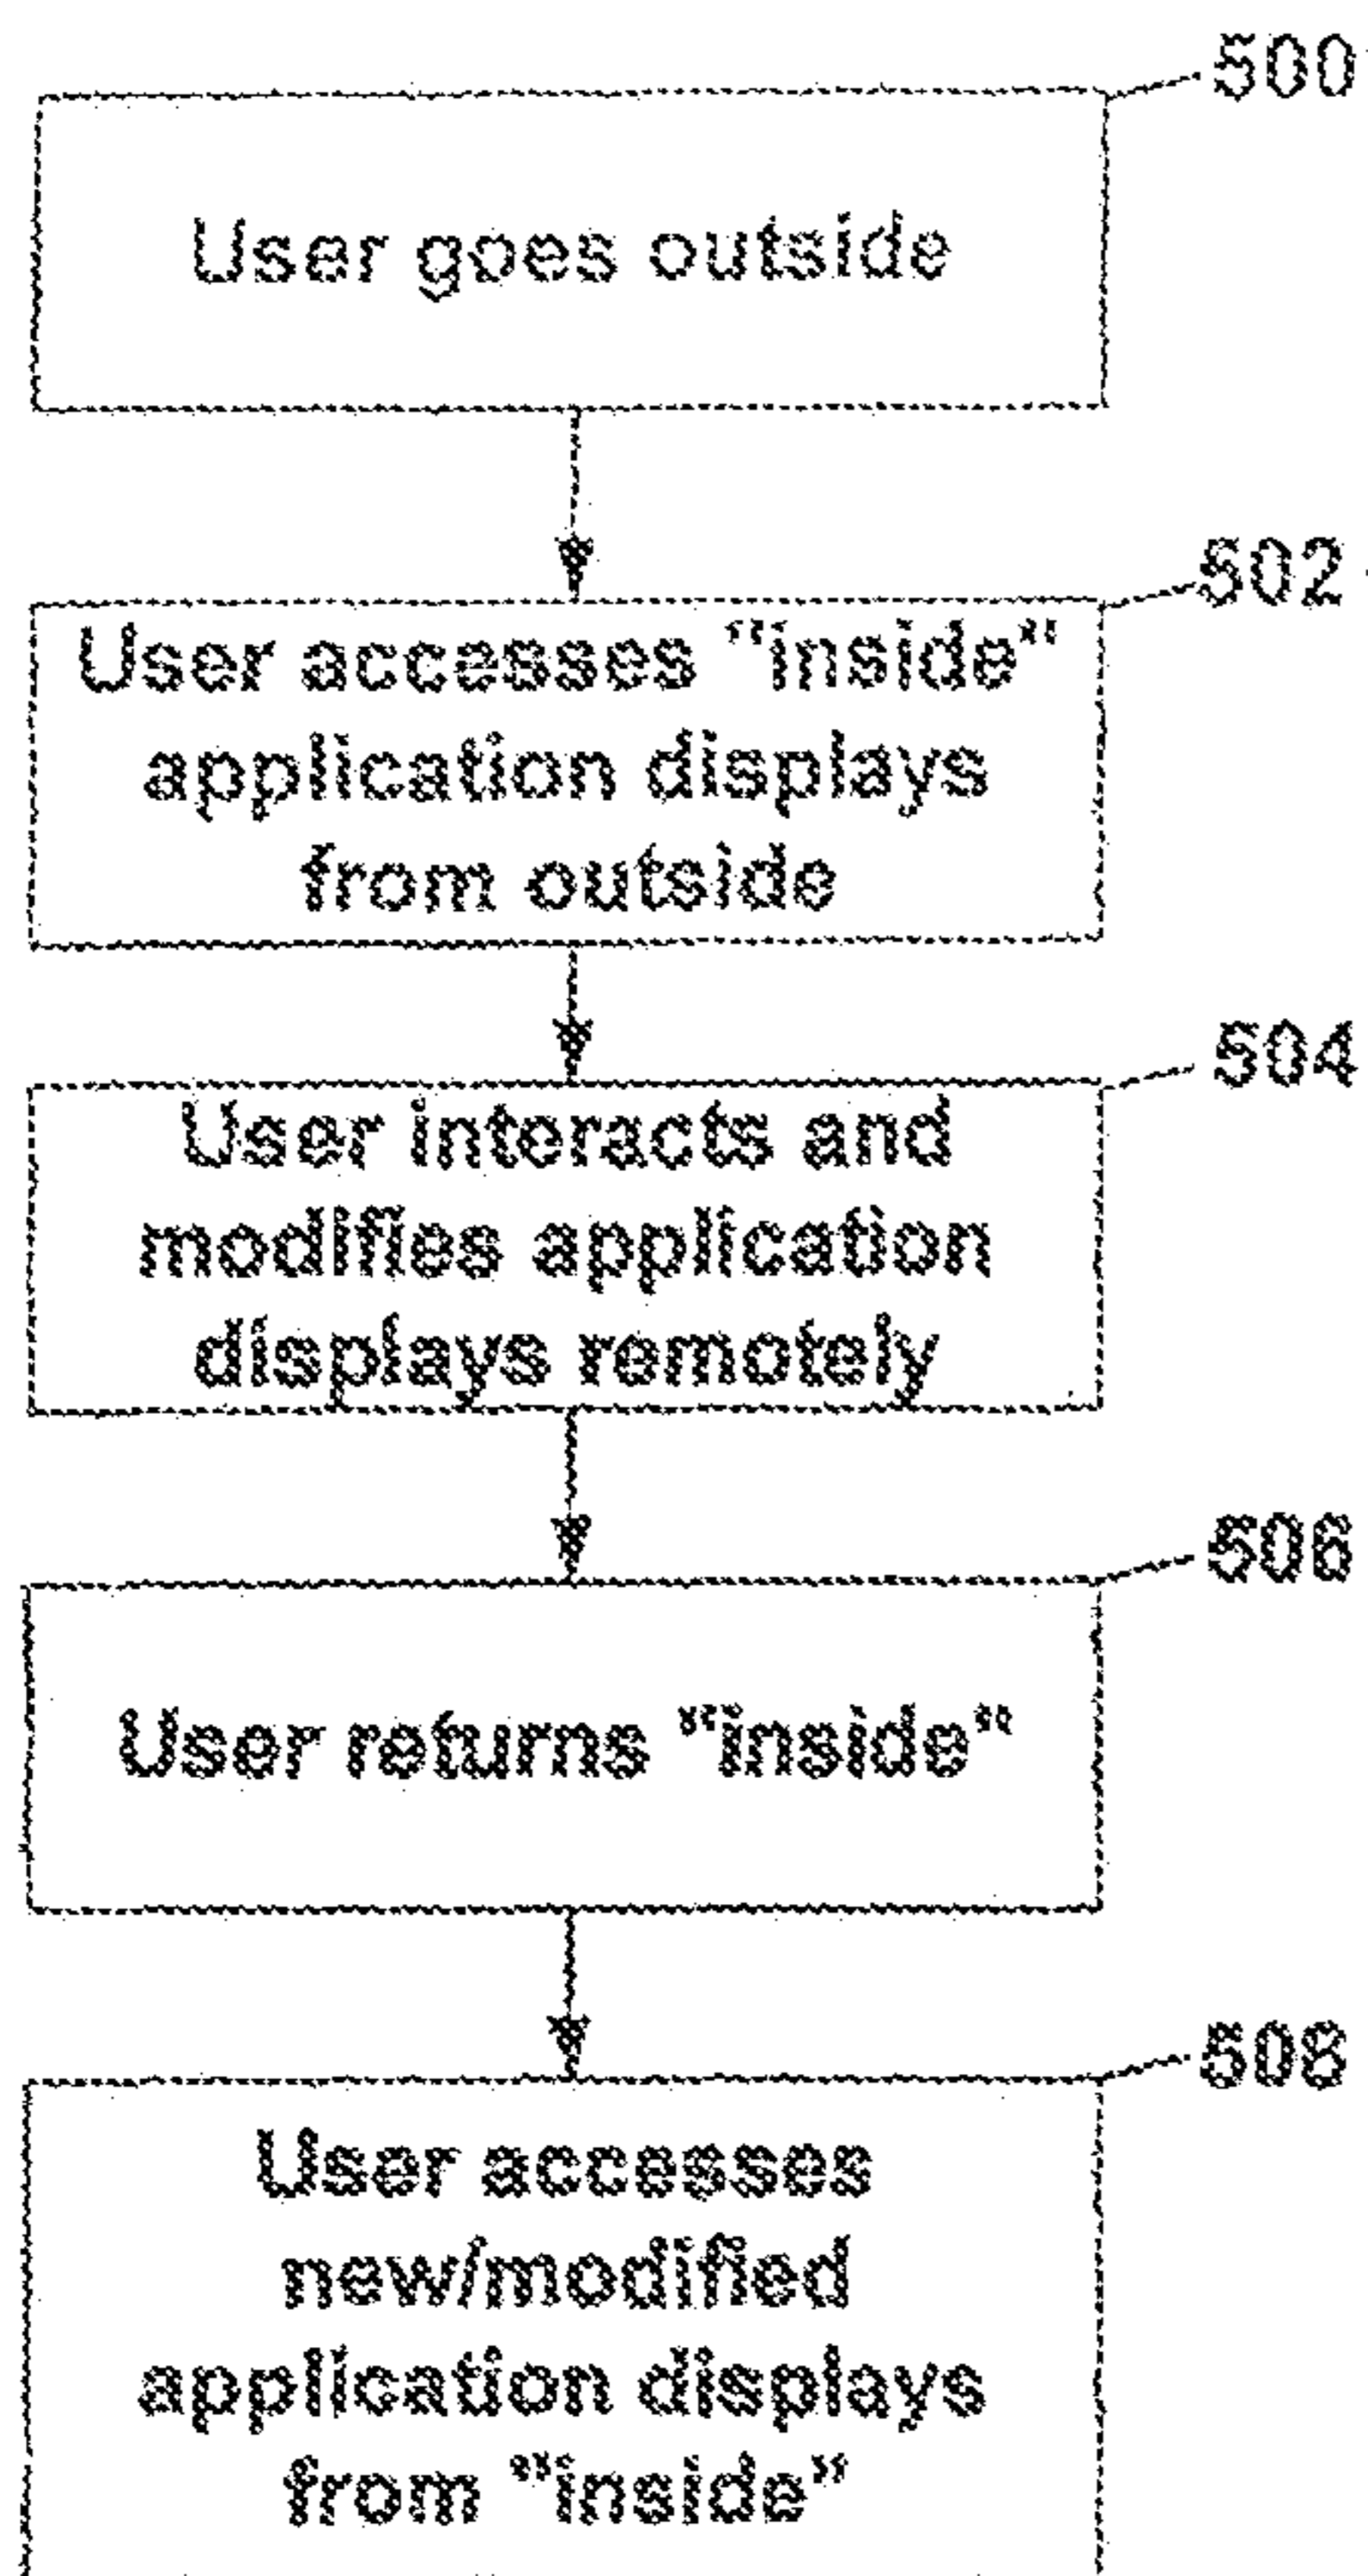 500
User goes outside
502
User accesses "inside"
application displays
from outside
504
User interacts and
modifies application
displays remotely
506
User returns "inside"
508
User accesses
new/modified
application displays
from "inside"